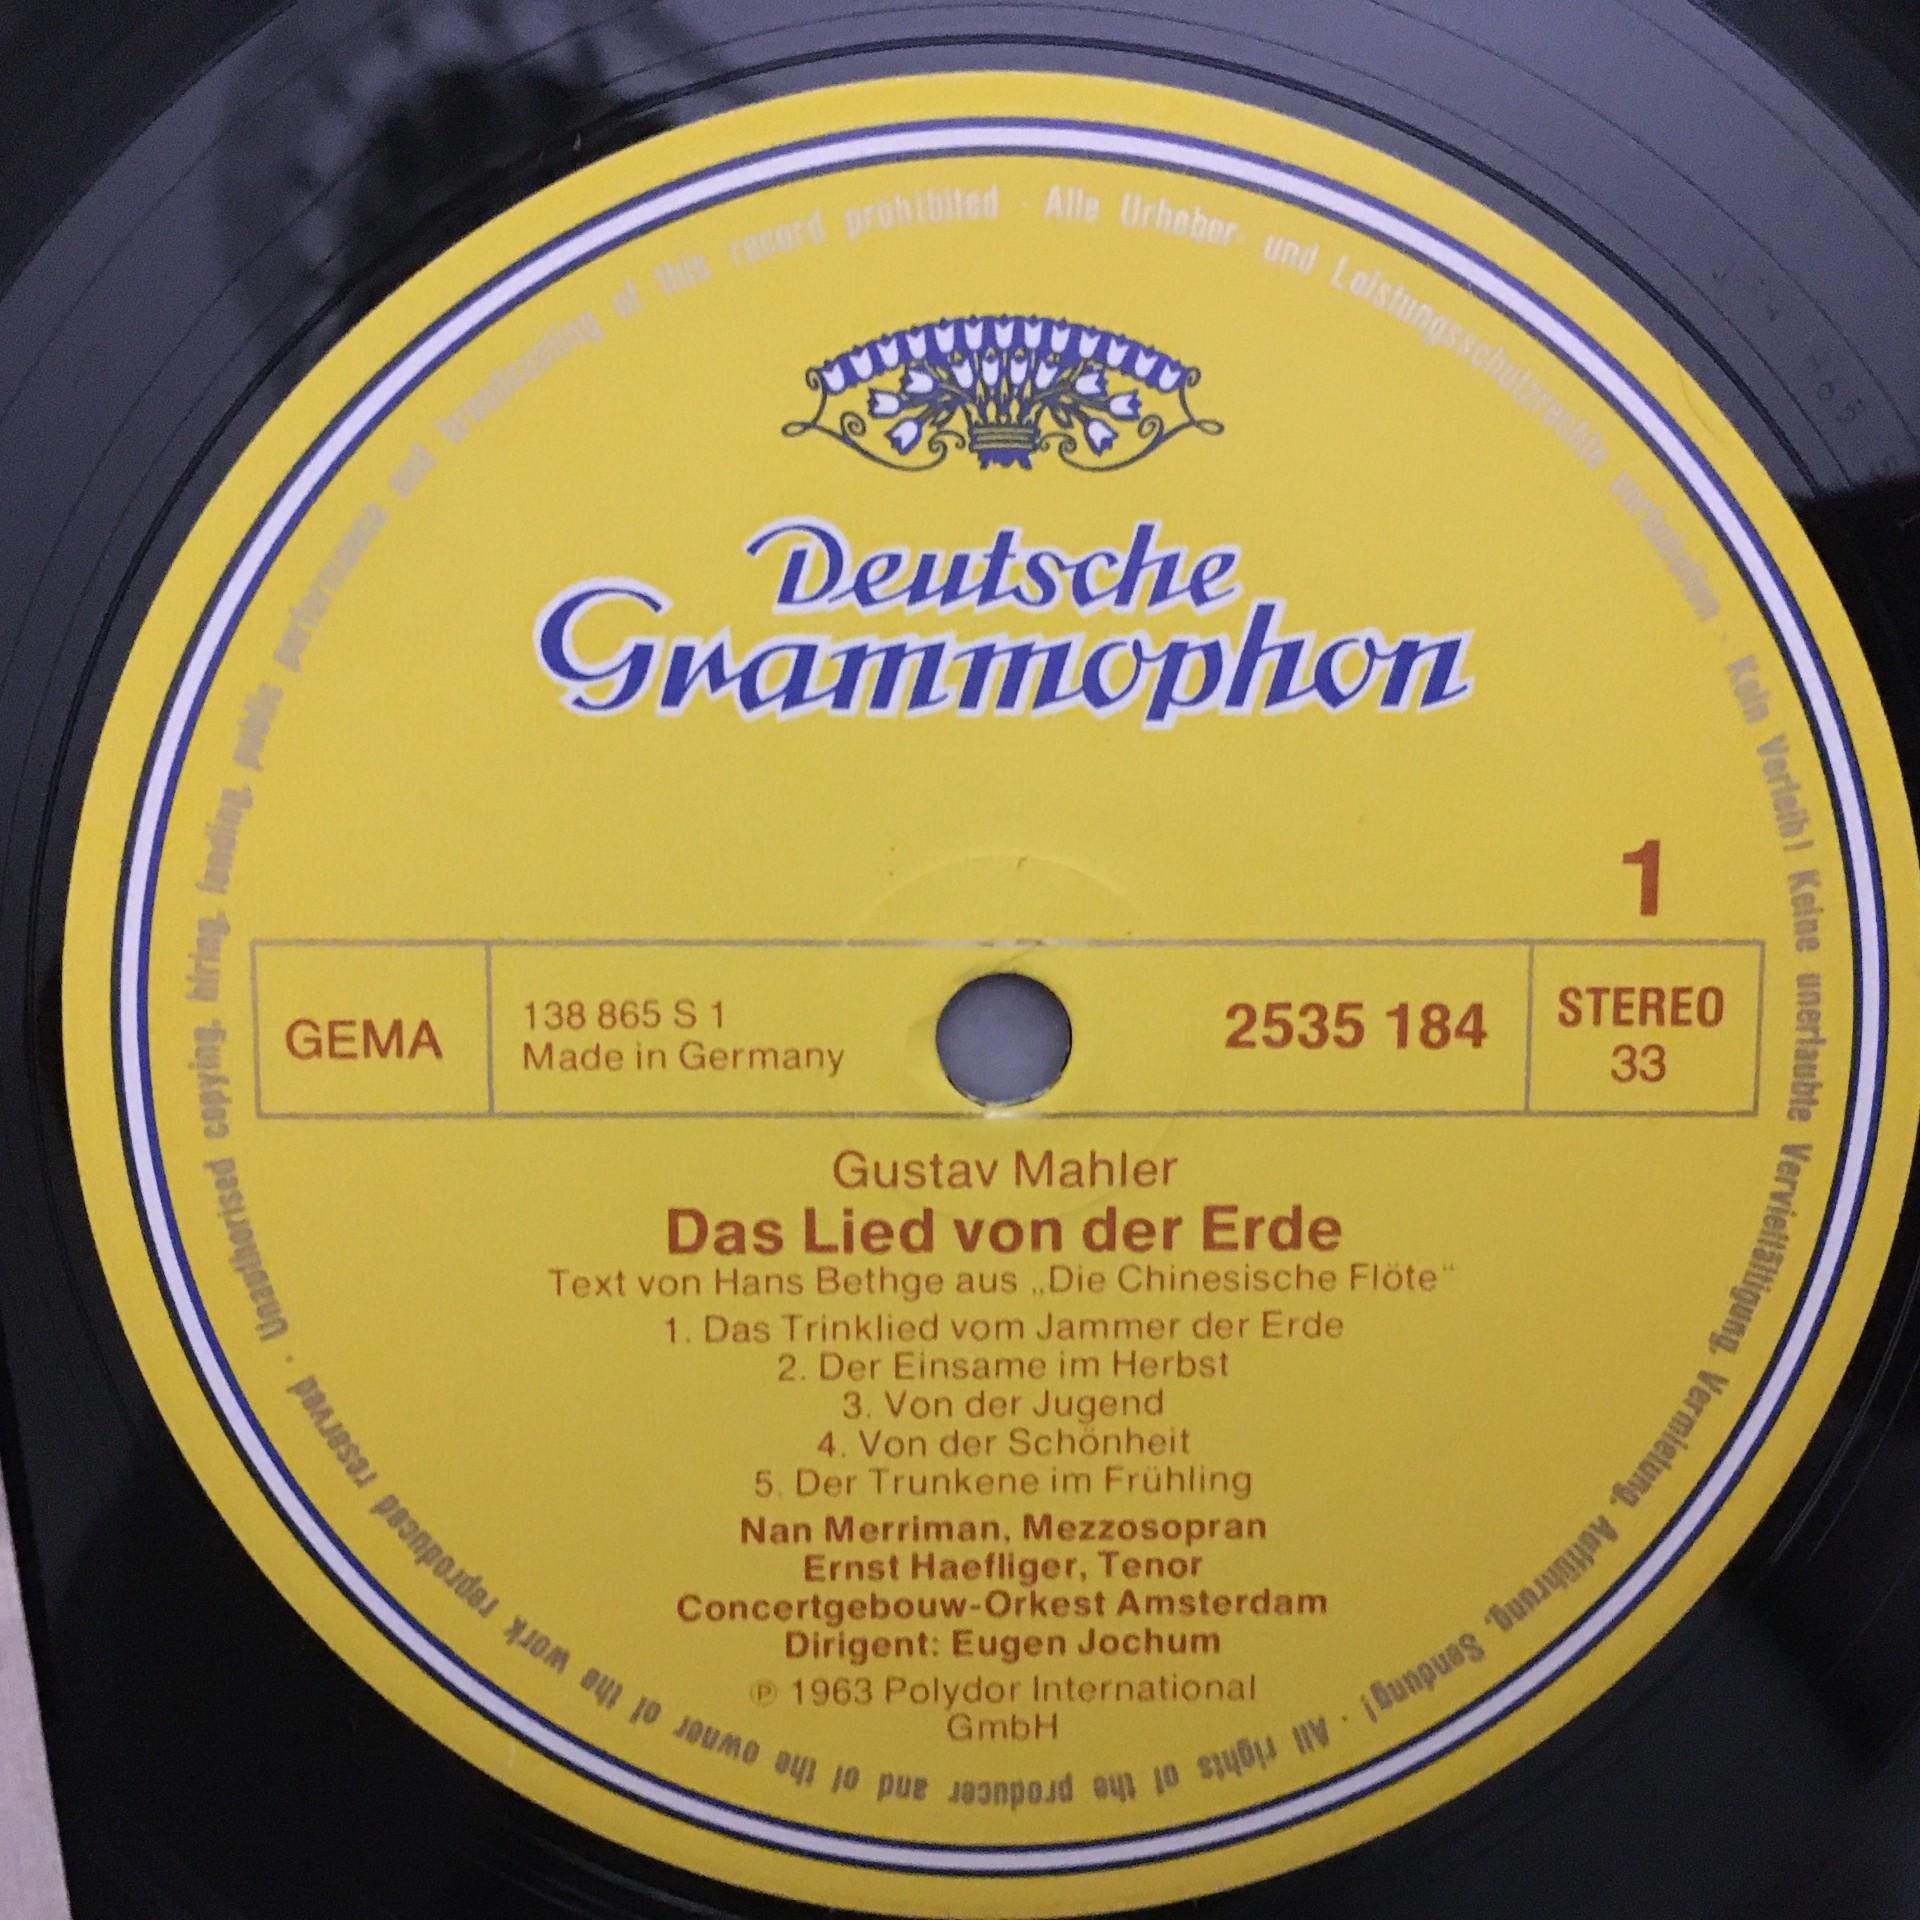 Deutsche
Grammophon
1
GEMA
138 865 S 1
Made in Germany
2535 184
STEREO
33
Gustav Mahler
Das Lied von der Erde
Text von Hans Bethge aus „Die Chinesische Flöte“
1. Das Trinklied vom Jammer der Erde
2. Der Einsame im Herbst
3. Von der Jugend
4. Von der Schönheit
5. Der Trunkene im Frühling
Nan Merriman, Mezzosopran
Ernst Haefliger, Tenor
Concertgebouw-Orkest Amsterdam
Dirigent: Eugen Jochum
℗ 1963 Polydor International
GmbH
Alle Urheber- und Leistungsschutzrechte vorbehalten · Kein Verleih! Keine unerlaubte Vervielfältigung, Vermietung, Aufführung, Sendung! · All rights of the producer and of the owner of the work reproduced reserved · Unauthorised copying, hiring, lending, public performance and broadcasting of this record prohibited ·